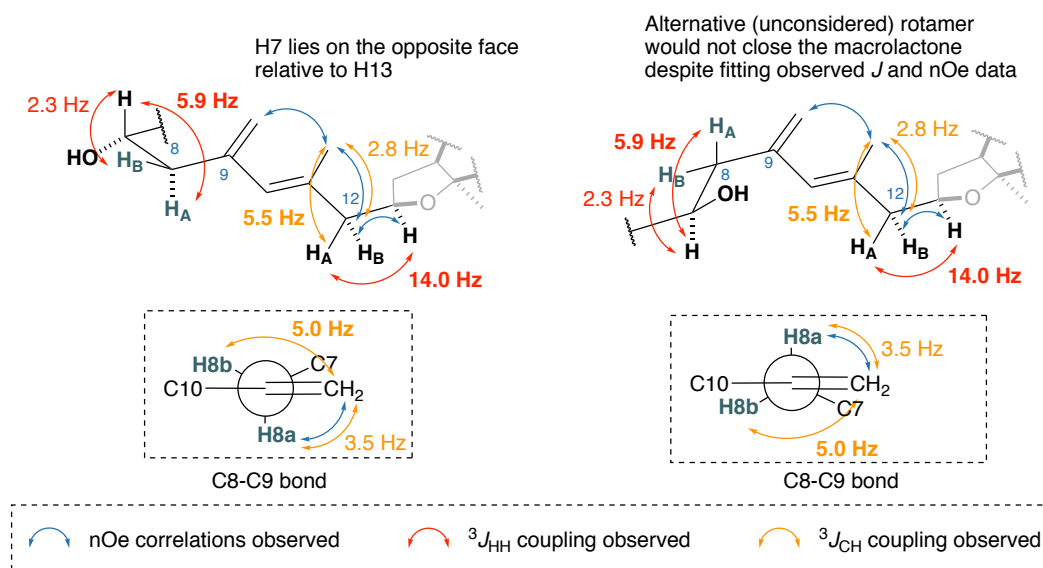 H7 lies on the opposite face
relative to H13
Alternative (unconsidered) rotamer
would not close the macrolactone
despite fitting observed J and nOe data
2.3 Hz
H
5.9 Hz
8
HO
H_B
9
H_A
2.8 Hz
12
O
5.5 Hz
H
H_A
H_B
14.0 Hz
H_A
5.9 Hz
H_B
8
9
OH
2.3 Hz
H
2.8 Hz
12
O
5.5 Hz
H
H_A
H_B
14.0 Hz
5.0 Hz
H8b
C7
C10
CH₂
H8a
3.5 Hz
C8-C9 bond
H8a
3.5 Hz
C10
CH₂
H8b
C7
5.0 Hz
C8-C9 bond
nOe correlations observed
³J_HH coupling observed
³J_CH coupling observed